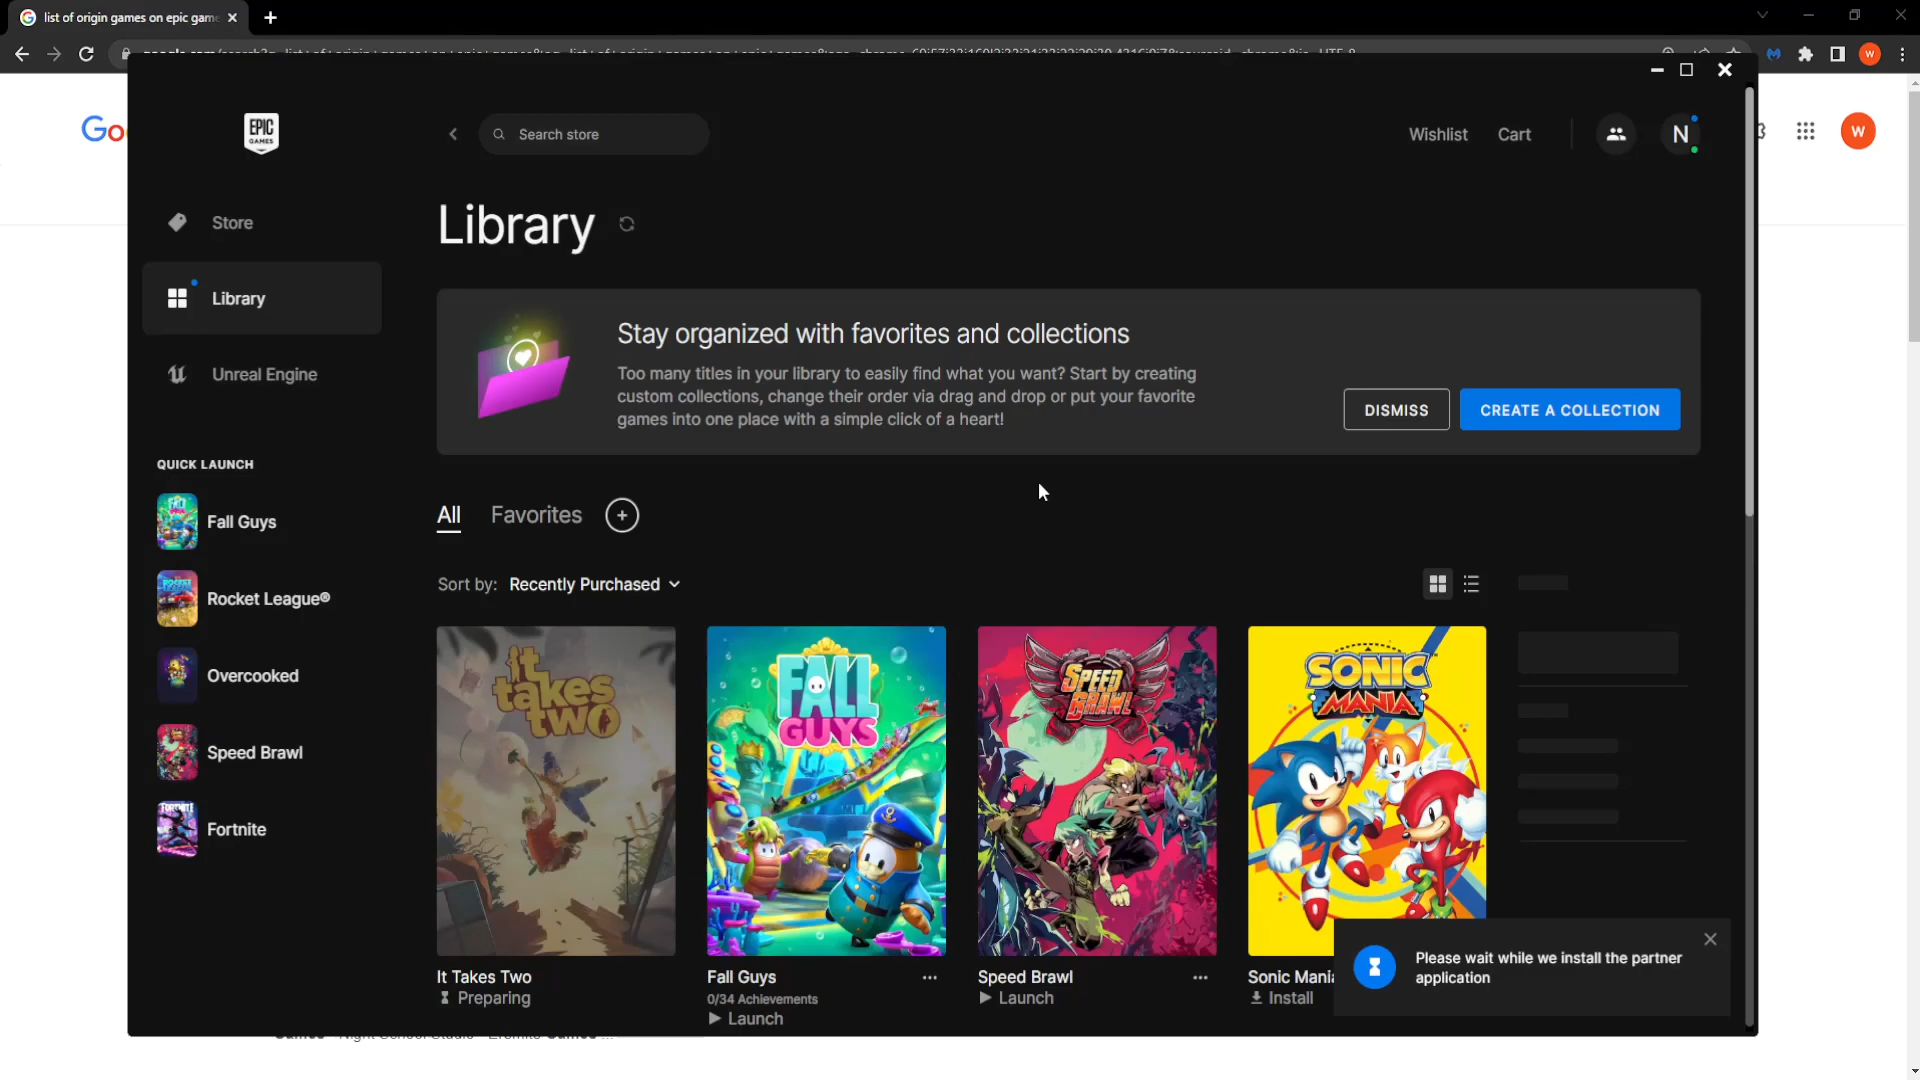 list of origin games on epic game
W
Goo
W
EPIC
GAMES
Search store
Wishlist
Cart
N
Store
Library
Unreal Engine
QUICK LAUNCH
Fall Guys
Rocket League®
Overcooked
Speed Brawl
Fortnite
Library
Stay organized with favorites and collections
Too many titles in your library to easily find what you want? Start by creating
custom collections, change their order via drag and drop or put your favorite
games into one place with a simple click of a heart!
DISMISS
CREATE A COLLECTION
All
Favorites
Sort by: Recently Purchased
it
takes
two
FALL
GUYS
SPEED
BRAWL
SONIC
MANIA
It Takes Two
Preparing
Fall Guys
0/34 Achievements
Launch
Speed Brawl
Launch
Sonic Mania
Install
Please wait while we install the partner
application